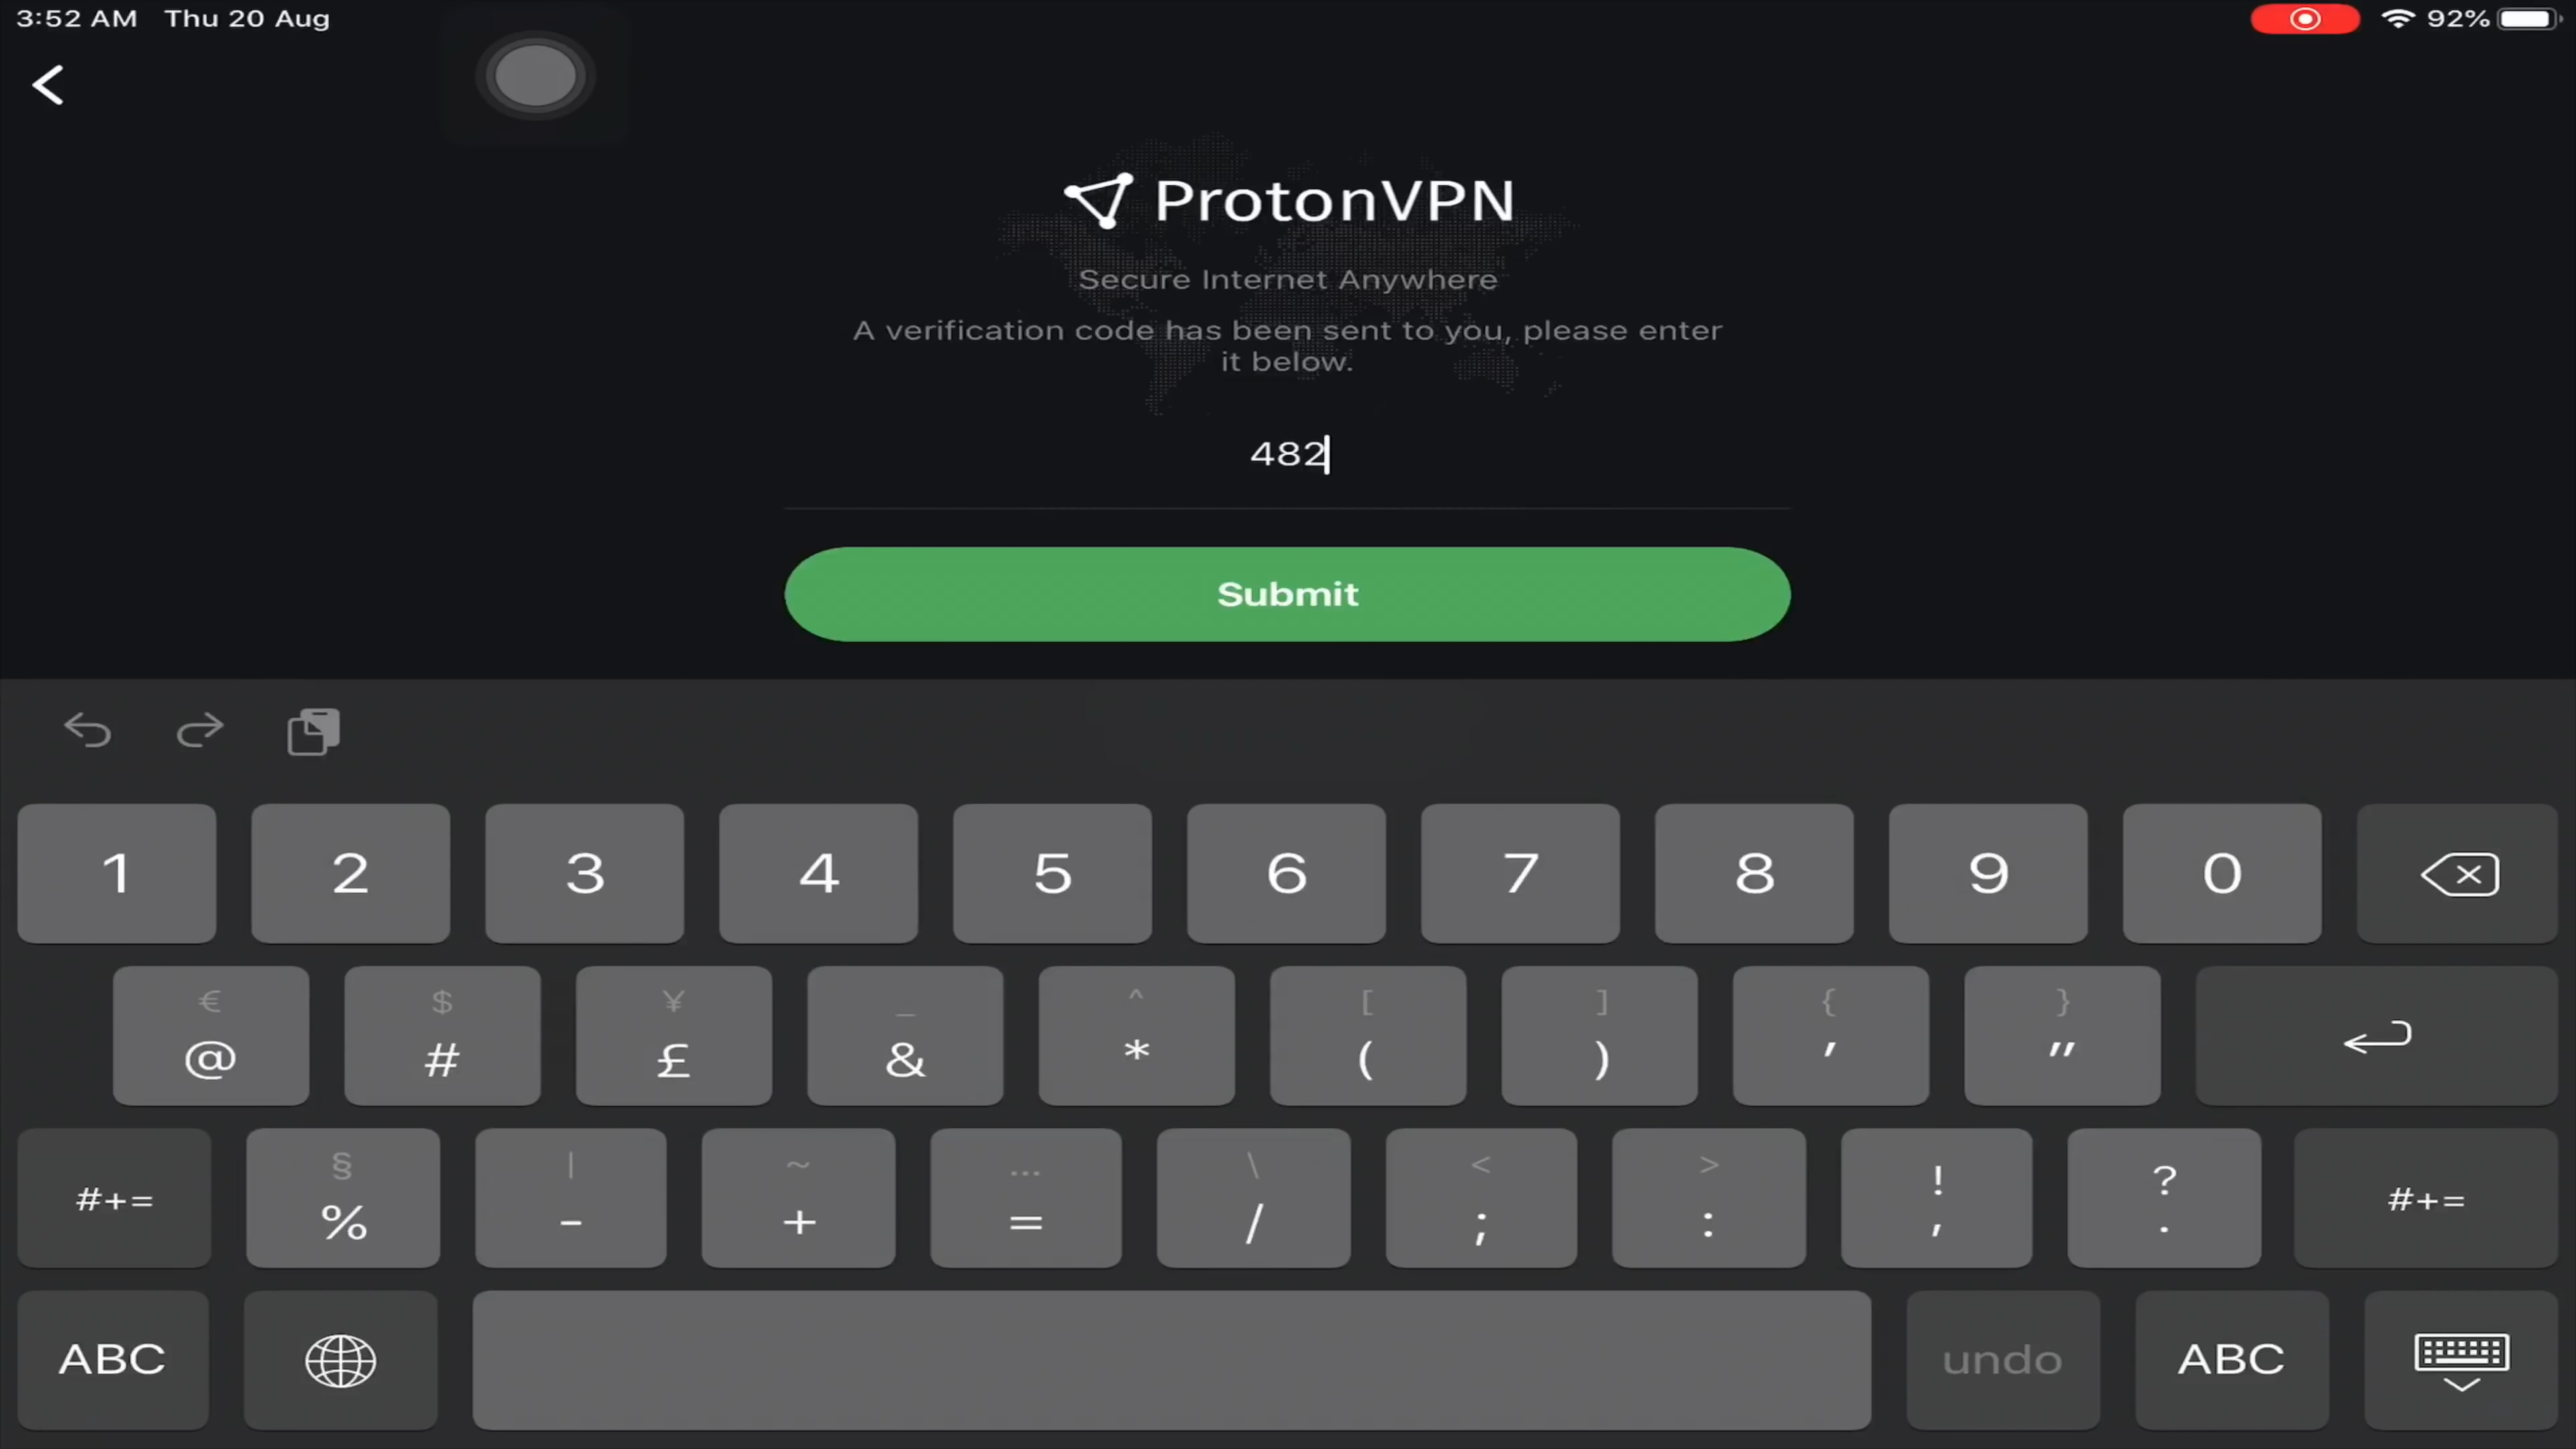 3:52 AM Thu 20 Aug
92%
ProtonVPN
Secure Internet Anywhere
A verification code has been sent to you, please enter
it below.
482
Submit
1 2 3 4 5 6 7 8 9 0
€ $ ¥ _ ^ [ ] { }
@ # £ & * ( ) ' "
§ | ~ … \ < > ! ?
#+= % - + = / ; : , . #+=
ABC undo ABC